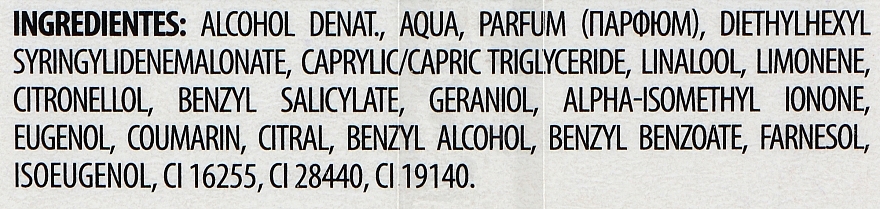 INGREDIENTES: ALCOHOL DENAT., AQUA, PARFUM (ПАРФЮМ), DIETHYLHEXYL
SYRINGYLIDENEMALONATE, CAPRYLIC/CAPRIC TRIGLYCERIDE, LINALOOL, LIMONENE,
CITRONELLOL, BENZYL SALICYLATE, GERANIOL, ALPHA-ISOMETHYL IONONE,
EUGENOL, COUMARIN, CITRAL, BENZYL ALCOHOL, BENZYL BENZOATE, FARNESOL,
ISOEUGENOL, CI 16255, CI 28440, CI 19140.